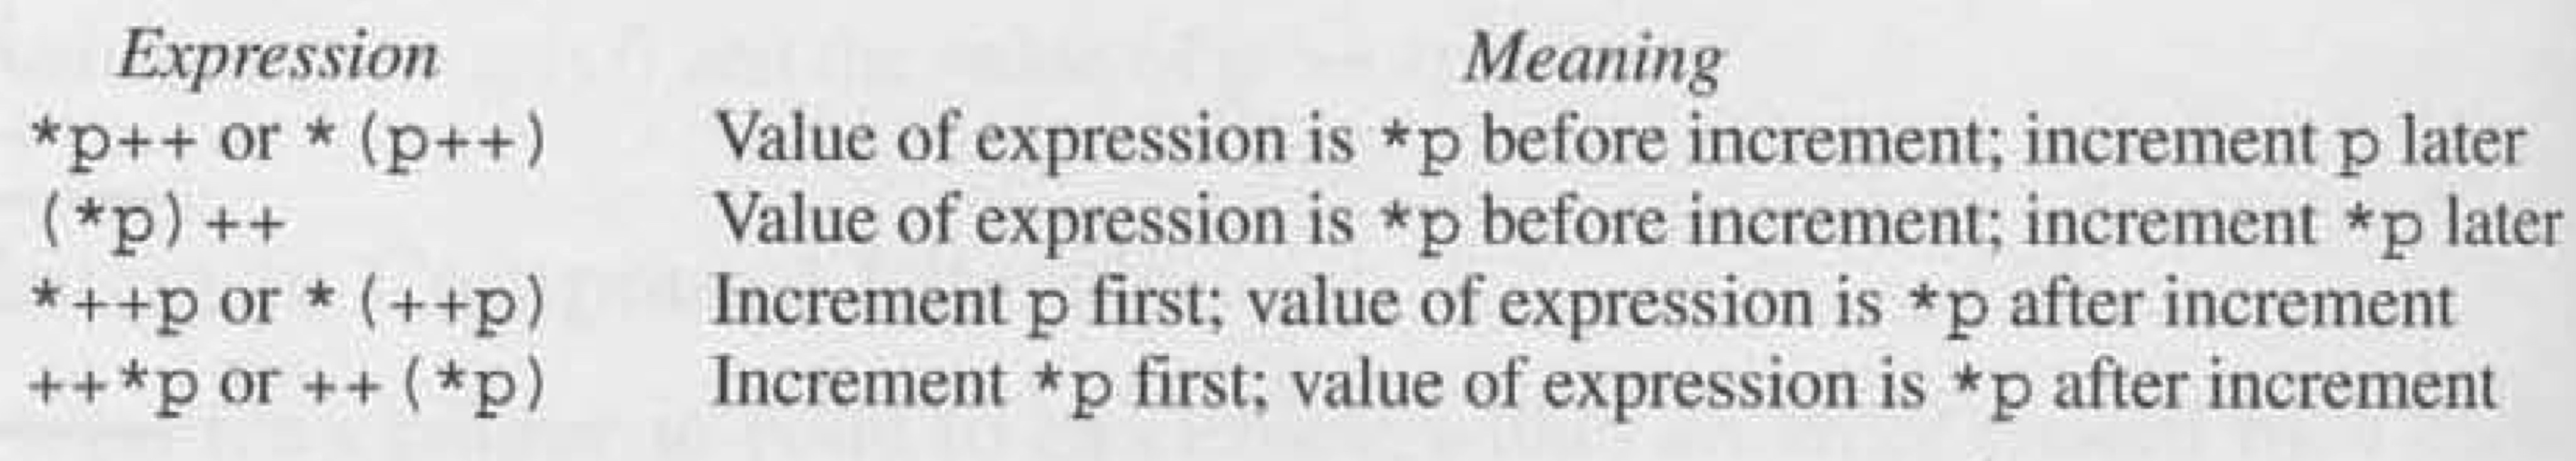 Expression Meaning
*p++ or *(p++) Value of expression is *p before increment; increment p later
(*p)++ Value of expression is *p before increment; increment *p later
*++p or *(++p) Increment p first; value of expression is *p after increment
++*p or ++(*p) Increment *p first; value of expression is *p after increment